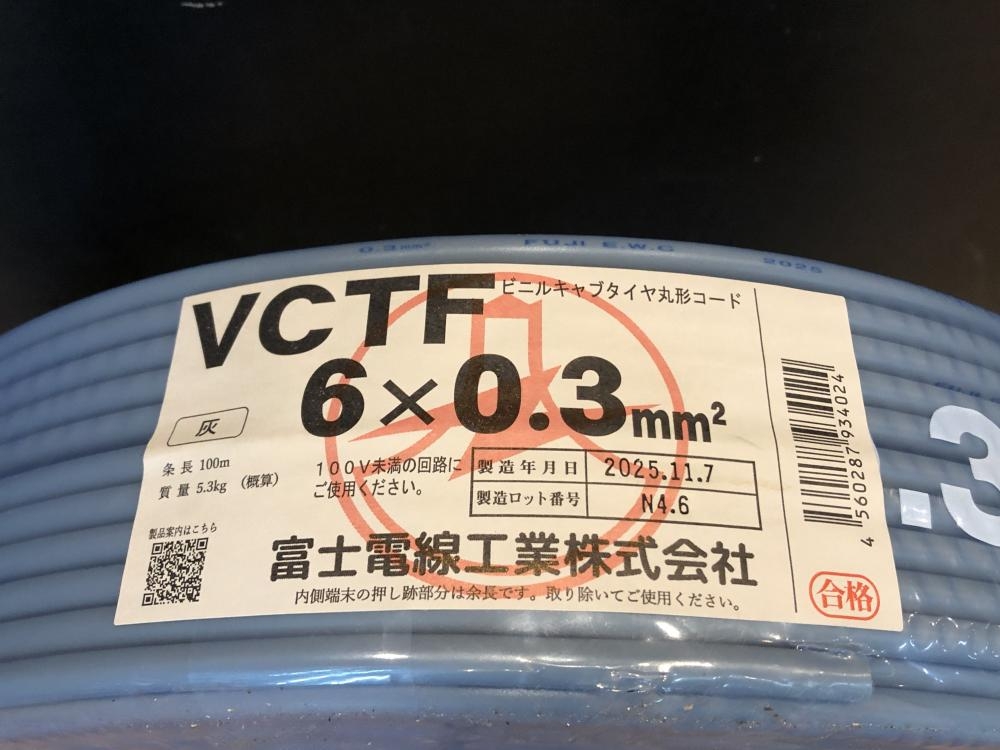 0.3mm²
FUJI E.W.C
2025
VCTF
ビニルキャブタイヤ丸形コード
6×0.3mm²
灰
条長 100m
質量 5.3kg (概算)
100V未満の回路に
ご使用ください。
製造年月日 2025.11.7
製造ロット番号 N4.6
製品案内はこちら
富士電線工業株式会社
内側端末の押し跡部分は余長です。取り除いてご使用ください。
4560287934024
合格
.3